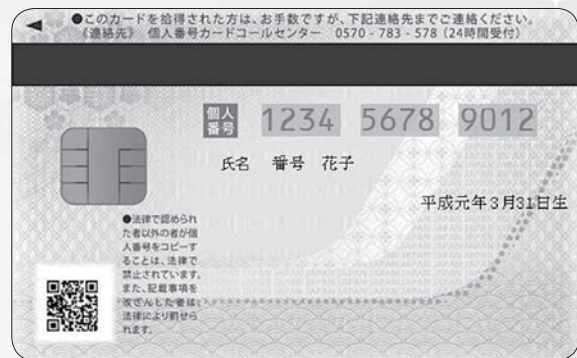 ●このカードを拾得された方は、お手数ですが、下記連絡先までご連絡ください。
《連絡先》 個人番号カードコールセンター 0570-783-578（24時間受付）
個人
番号 1234 5678 9012
氏名 番号 花子
平成元年3月31日生
●法律で認められ
た者以外の者が個
人番号をコピーす
ることは、法律で
禁止されています。
また、記載事項を
改ざんした者は、
法律により罰せら
れます。